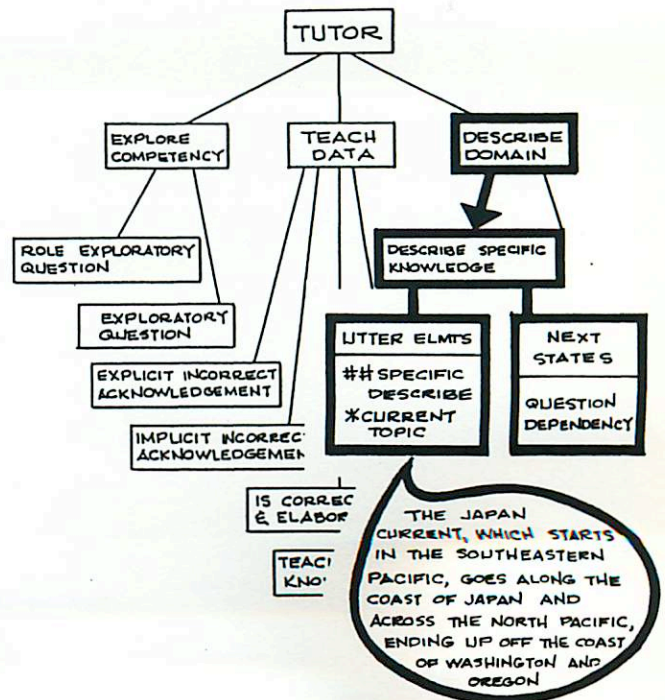 TUTOR
EXPLORE
COMPETENCY
TEACH
DATA
DESCRIBE
DOMAIN
ROLE EXPLORATORY
QUESTION
DESCRIBE SPECIFIC
KNOWLEDGE
EXPLORATORY
QUESTION
UTTER ELMTS
##SPECIFIC
DESCRIBE
*CURRENT
TOPIC
NEXT
STATES
QUESTION
DEPENDENCY
EXPLICIT INCORRECT
ACKNOWLEDGEMENT
IMPLICIT INCORREC
ACKNOWLEDGEMEN
IS CORREC
& ELABOR
TEAC
KNO
THE JAPAN
CURRENT, WHICH STARTS
IN THE SOUTHEASTERN
PACIFIC, GOES ALONG THE
COAST OF JAPAN AND
ACROSS THE NORTH PACIFIC,
ENDING UP OFF THE COAST
OF WASHINGTON AND
OREGON